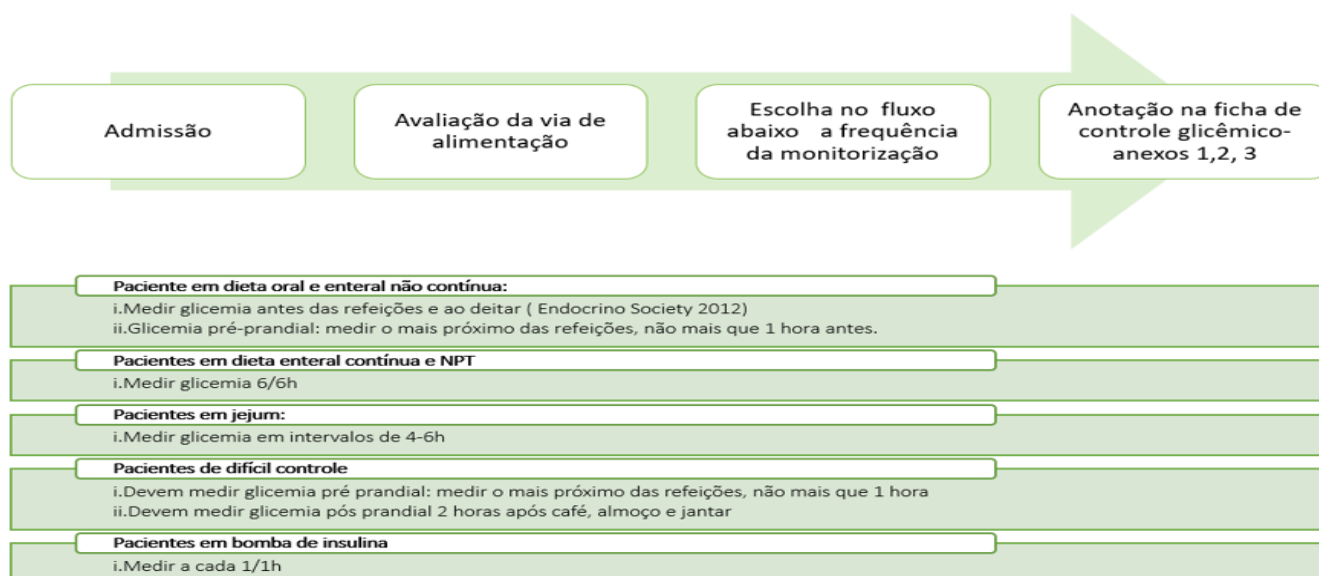 Admissão
Avaliação da via de
alimentação
Escolha no fluxo
abaixo a frequência
da monitorização
Anotação na ficha de
controle glicêmico-
anexos 1,2, 3
Paciente em dieta oral e enteral não contínua:
i.Medir glicemia antes das refeições e ao deitar ( Endocrino Society 2012)
ii.Glicemia pré-prandial: medir o mais próximo das refeições, não mais que 1 hora antes.
Pacientes em dieta enteral contínua e NPT
i.Medir glicemia 6/6h
Pacientes em jejum:
i.Medir glicemia em intervalos de 4-6h
Pacientes de difícil controle
i.Devem medir glicemia pré prandial: medir o mais próximo das refeições, não mais que 1 hora
ii.Devem medir glicemia pós prandial 2 horas após café, almoço e jantar
Pacientes em bomba de insulina
i.Medir a cada 1/1h